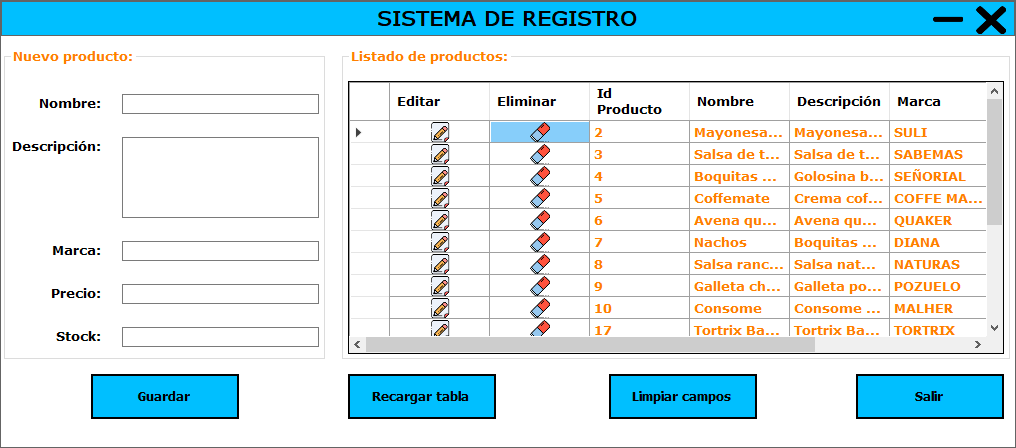 SISTEMA DE REGISTRO
Nuevo producto:
Nombre:
Descripción:
Marca:
Precio:
Stock:
Listado de productos:
Editar Eliminar Id Producto Nombre Descripción Marca
2 Mayonesa... Mayonesa... SULI
3 Salsa de t... Salsa de t... SABEMAS
4 Boquitas ... Golosina b... SEÑORIAL
5 Coffemate Crema cof... COFFE MA...
6 Avena qu... Avena qu... QUAKER
7 Nachos Boquitas ... DIANA
8 Salsa ranc... Salsa nat... NATURAS
9 Galleta ch... Galleta po... POZUELO
10 Consome Consome ... MALHER
17 Tortrix Ba... Tortrix Ba... TORTRIX
Guardar Recargar tabla Limpiar campos Salir